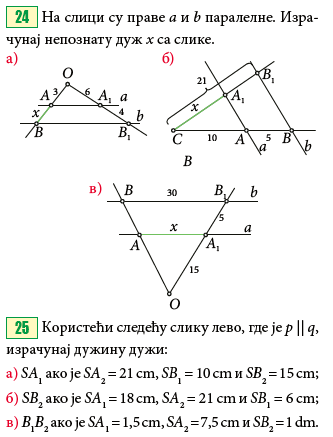 24 На слици су праве a и b паралелне. Изра-
чунај непознату дуж x са слике.
а) б)
O
3 6
A A₁ a
x 4
B B₁ b
21 B₁
x A₁
C 10 A 5 B
a b
B
в) B 30 B₁ b
5
A x A₁ a
15
O
25 Користећи следећу слику лево, где је p || q,
израчунај дужину дужи:
а) SA₁ ако је SA₂ = 21 cm, SB₁ = 10 cm и SB₂ = 15 cm;
б) SB₂ ако је SA₁ = 18 cm, SA₂ = 21 cm и SB₁ = 6 cm;
в) B₁B₂ ако је SA₁ = 1,5 cm, SA₂ = 7,5 cm и SB₂ = 1 dm.